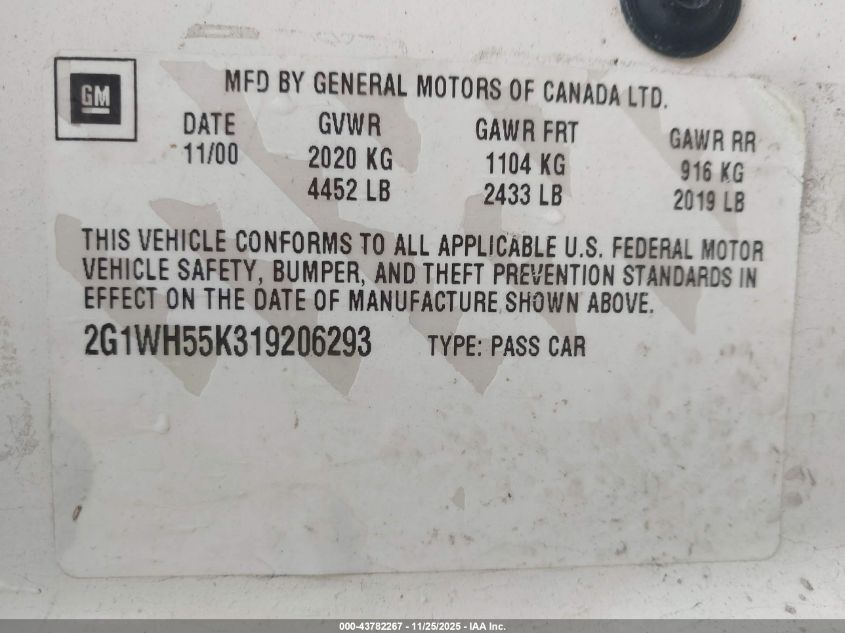 GM
MFD BY GENERAL MOTORS OF CANADA LTD.
DATE GVWR GAWR FRT GAWR RR
11/00 2020 KG 1104 KG 916 KG
4452 LB 2433 LB 2019 LB
THIS VEHICLE CONFORMS TO ALL APPLICABLE U.S. FEDERAL MOTOR
VEHICLE SAFETY, BUMPER, AND THEFT PREVENTION STANDARDS IN
EFFECT ON THE DATE OF MANUFACTURE SHOWN ABOVE.
2G1WH55K319206293 TYPE: PASS CAR
000-43782267 - 11/25/2025 - IAA Inc.